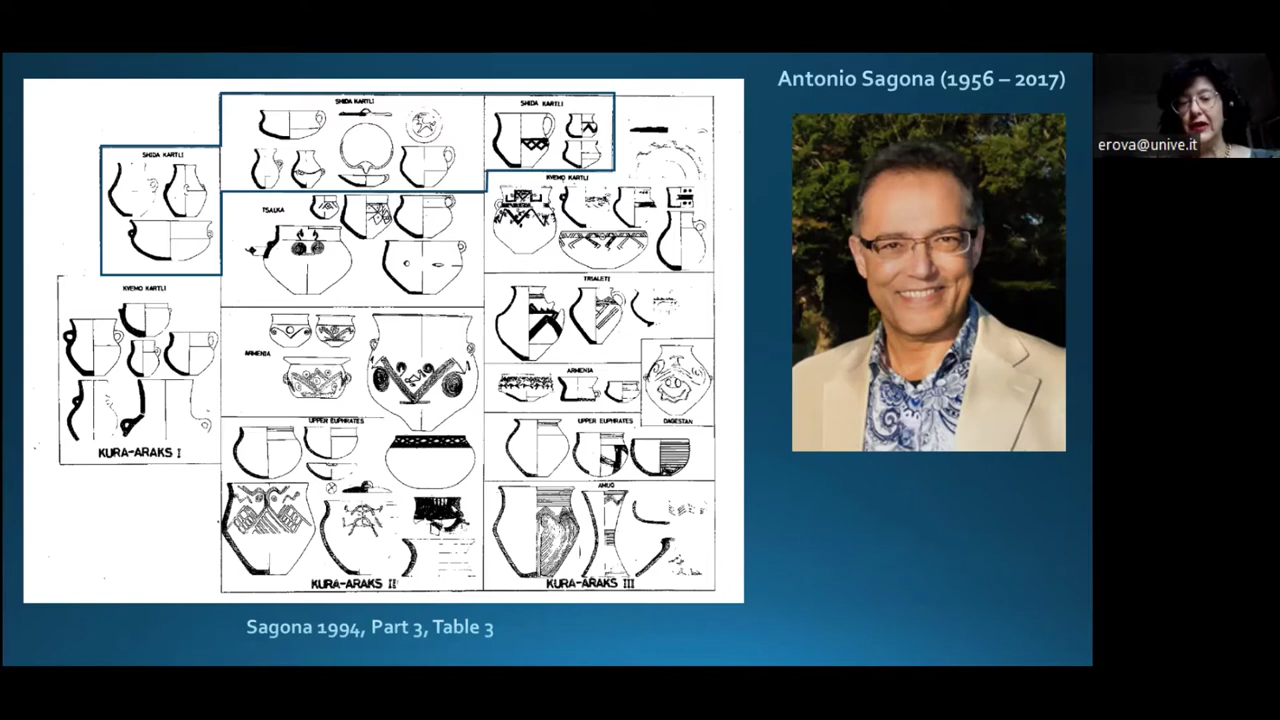 Antonio Sagona (1956 – 2017)
erova@unive.it
SHIDA KARTLI
SHIDA KARTLI
SHIDA KARTLI
KVEMO KARTLI
TSALKA
KVEMO KARTLI
TRIALETI
ARMENIA
ARMENIA
DAGESTAN
UPPER EUPHRATES
UPPER EUPHRATES
AMUQ
KURA-ARAKS I
KURA-ARAKS II
KURA-ARAKS III
Sagona 1994, Part 3, Table 3